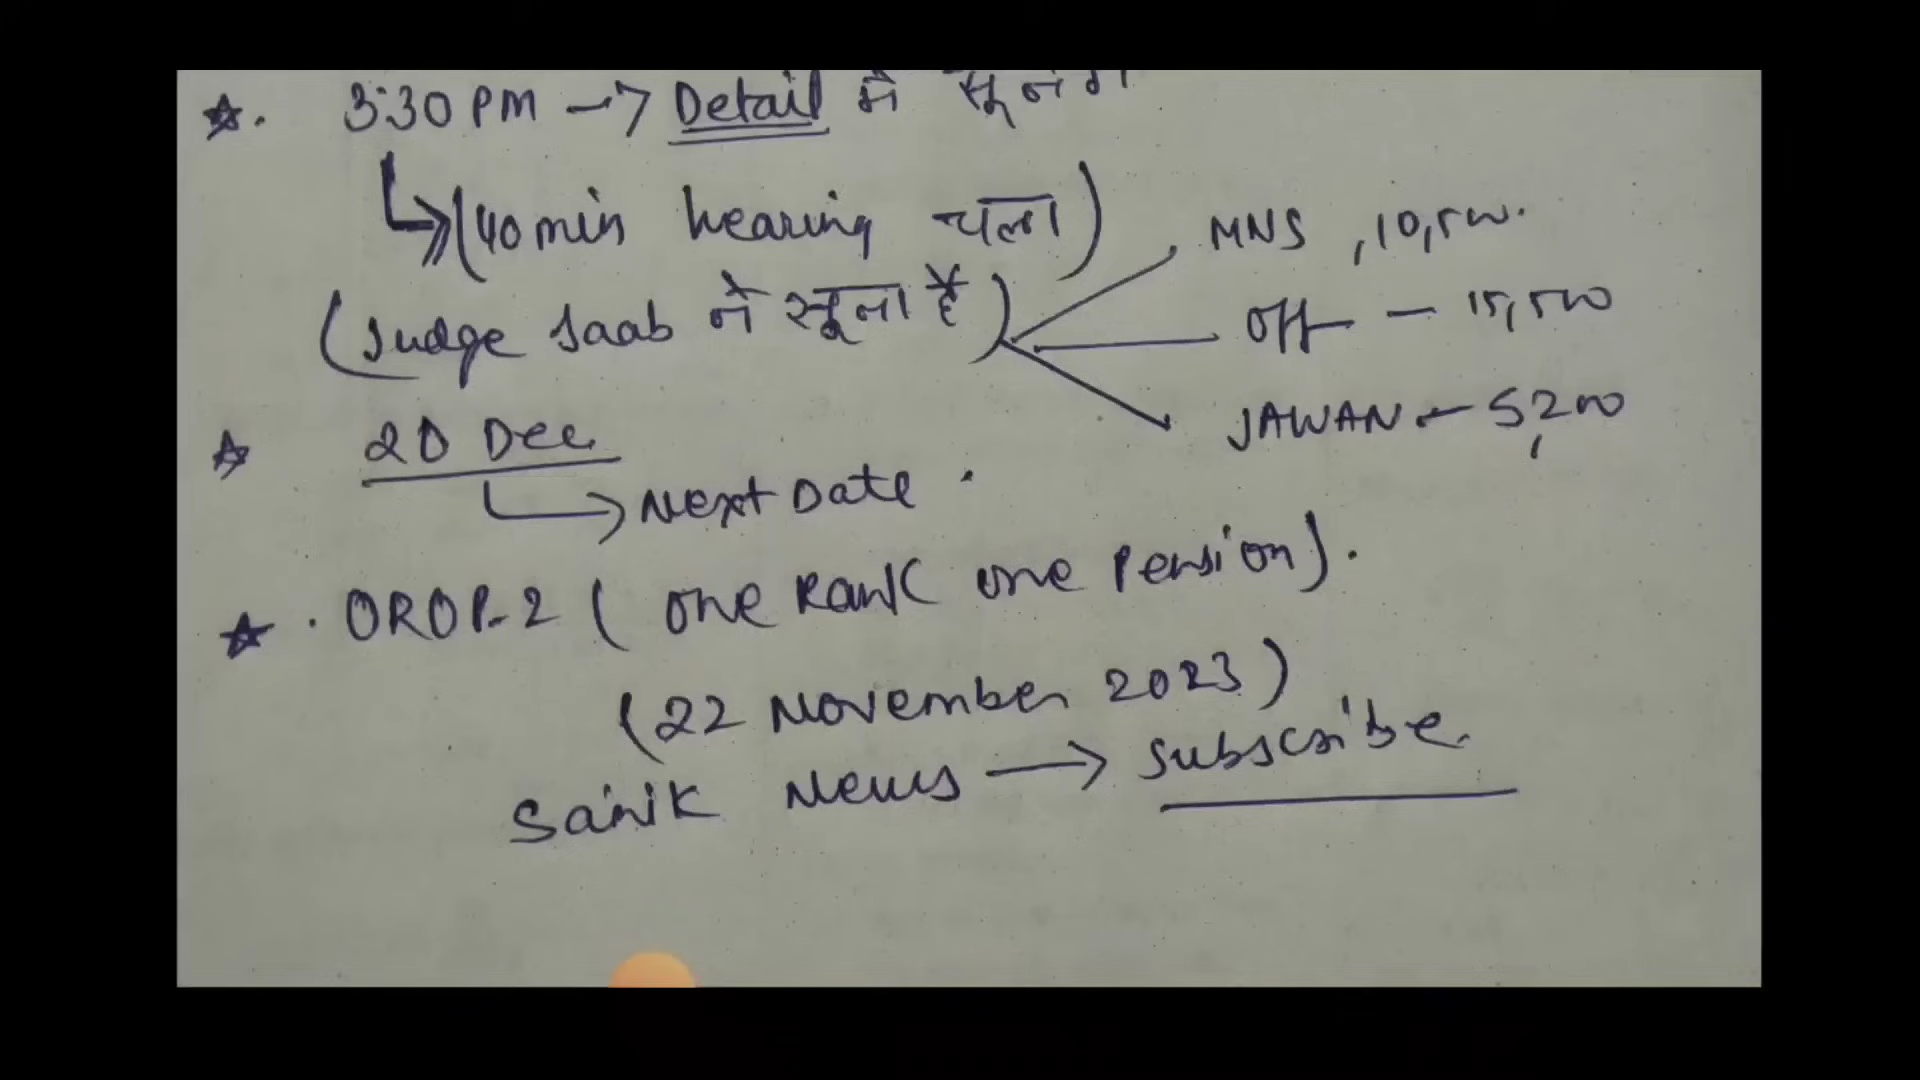 ☆. 3:30 PM → Detail में सूनेंगे
(40 min hearing चला)
MNS , 10,500.
(Judge Saab ने सूना है)
off – 15,500
JAWAN – 5,200
☆ 20 Dec
→ Next Date .
☆ . OROP-2 ( one Rank one Pension).
(22 November 2023)
Sainik News → Subscribe.